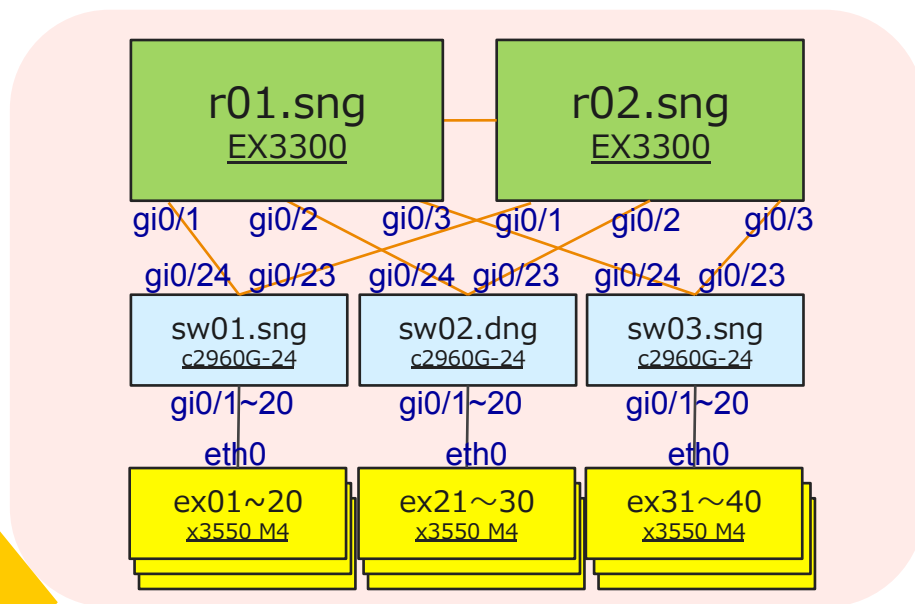 r01.sng r02.sng
EX3300 EX3300
gi0/1 gi0/2 gi0/3 gi0/1 gi0/2 gi0/3
gi0/24 gi0/23 gi0/24 gi0/23 gi0/24 gi0/23
sw01.sng sw02.dng sw03.sng
c2960G-24 c2960G-24 c2960G-24
gi0/1~20 gi0/1~20 gi0/1~20
eth0 eth0 eth0
ex01~20 ex21～30 ex31～40
x3550 M4 x3550 M4 x3550 M4